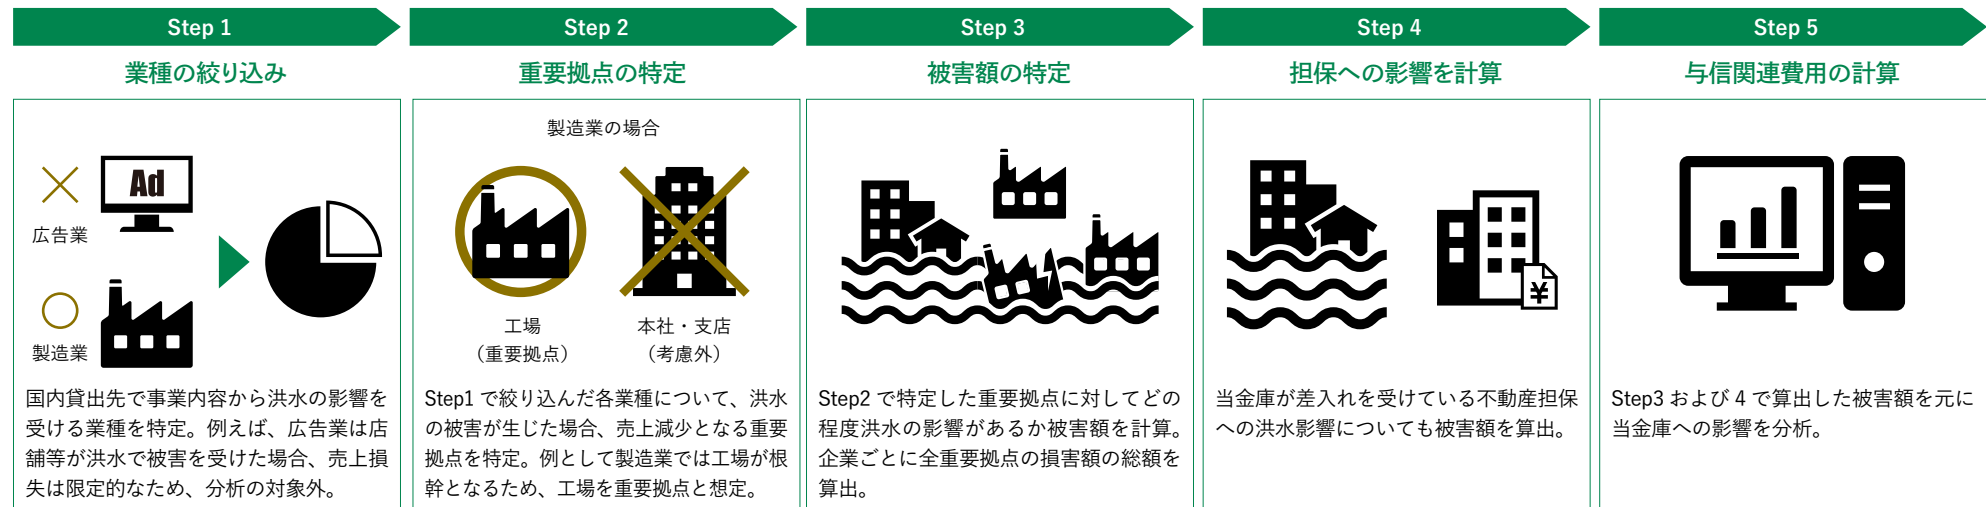 Step 1
業種の絞り込み
Ad
広告業
製造業
国内貸出先で事業内容から洪水の影響を
受ける業種を特定。例えば、広告業は店
舗等が洪水で被害を受けた場合、売上損
失は限定的なため、分析の対象外。
Step 2
重要拠点の特定
製造業の場合
工場
（重要拠点）
本社・支店
（考慮外）
Step1 で絞り込んだ各業種について、洪水
の被害が生じた場合、売上減少となる重要
拠点を特定。例として製造業では工場が根
幹となるため、工場を重要拠点と想定。
Step 3
被害額の特定
Step2 で特定した重要拠点に対してどの
程度洪水の影響があるか被害額を計算。
企業ごとに全重要拠点の損害額の総額を
算出。
Step 4
担保への影響を計算
¥
当金庫が差入れを受けている不動産担保
への洪水影響についても被害額を算出。
Step 5
与信関連費用の計算
Step3 および 4 で算出した被害額を元に
当金庫への影響を分析。